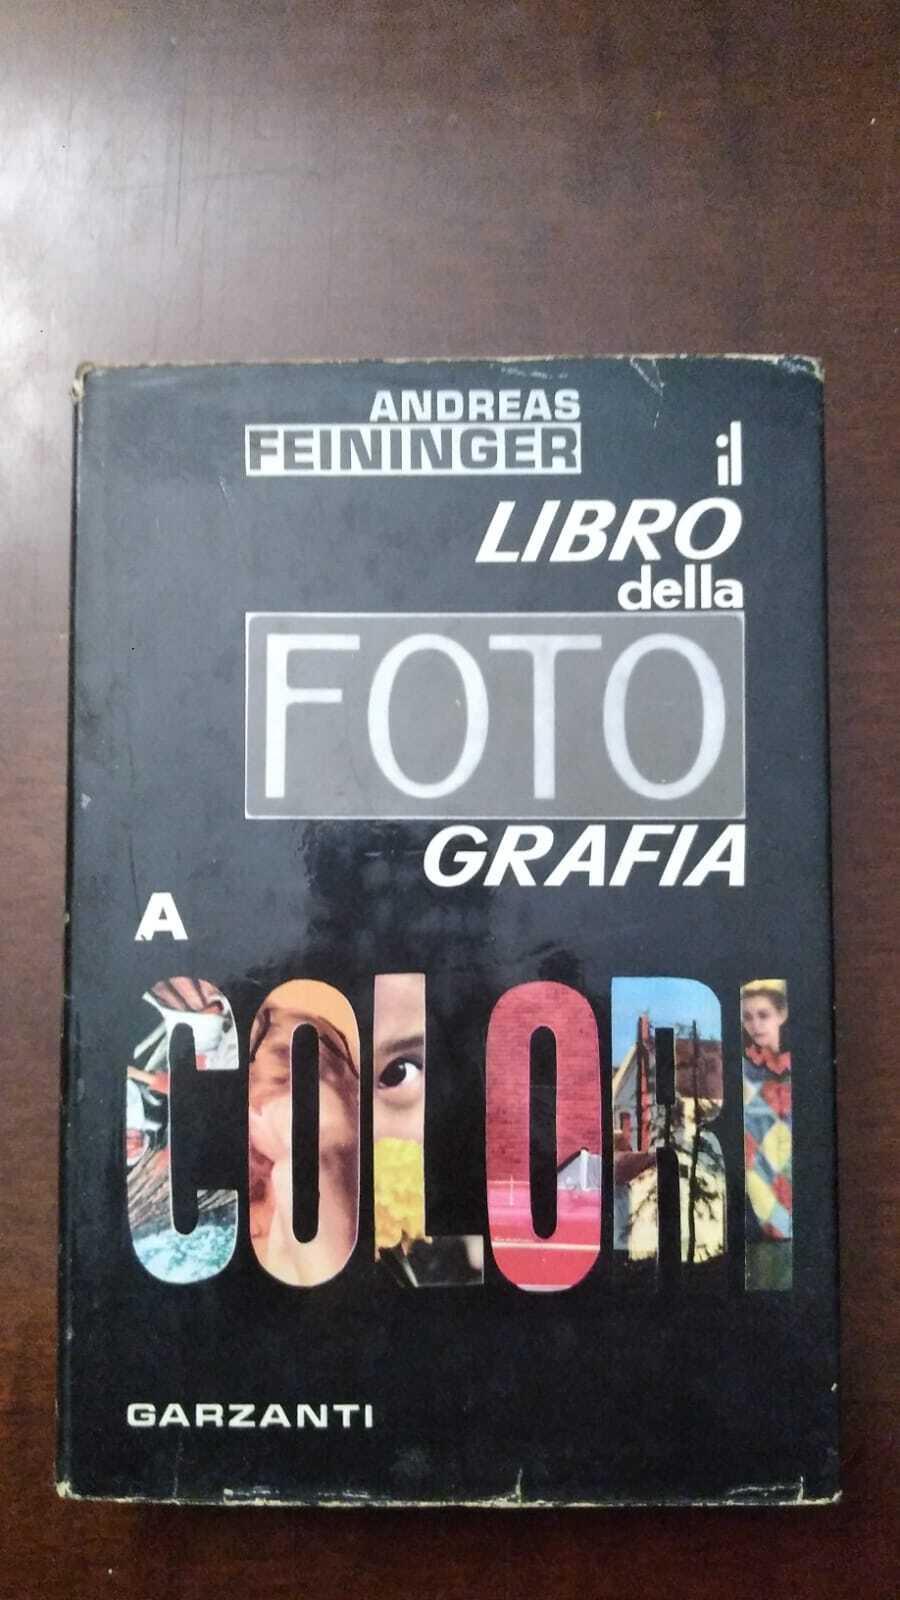 ANDREAS
FEININGER
il
LIBRO
della
FOTO
GRAFIA
A
COLORI
GARZANTI